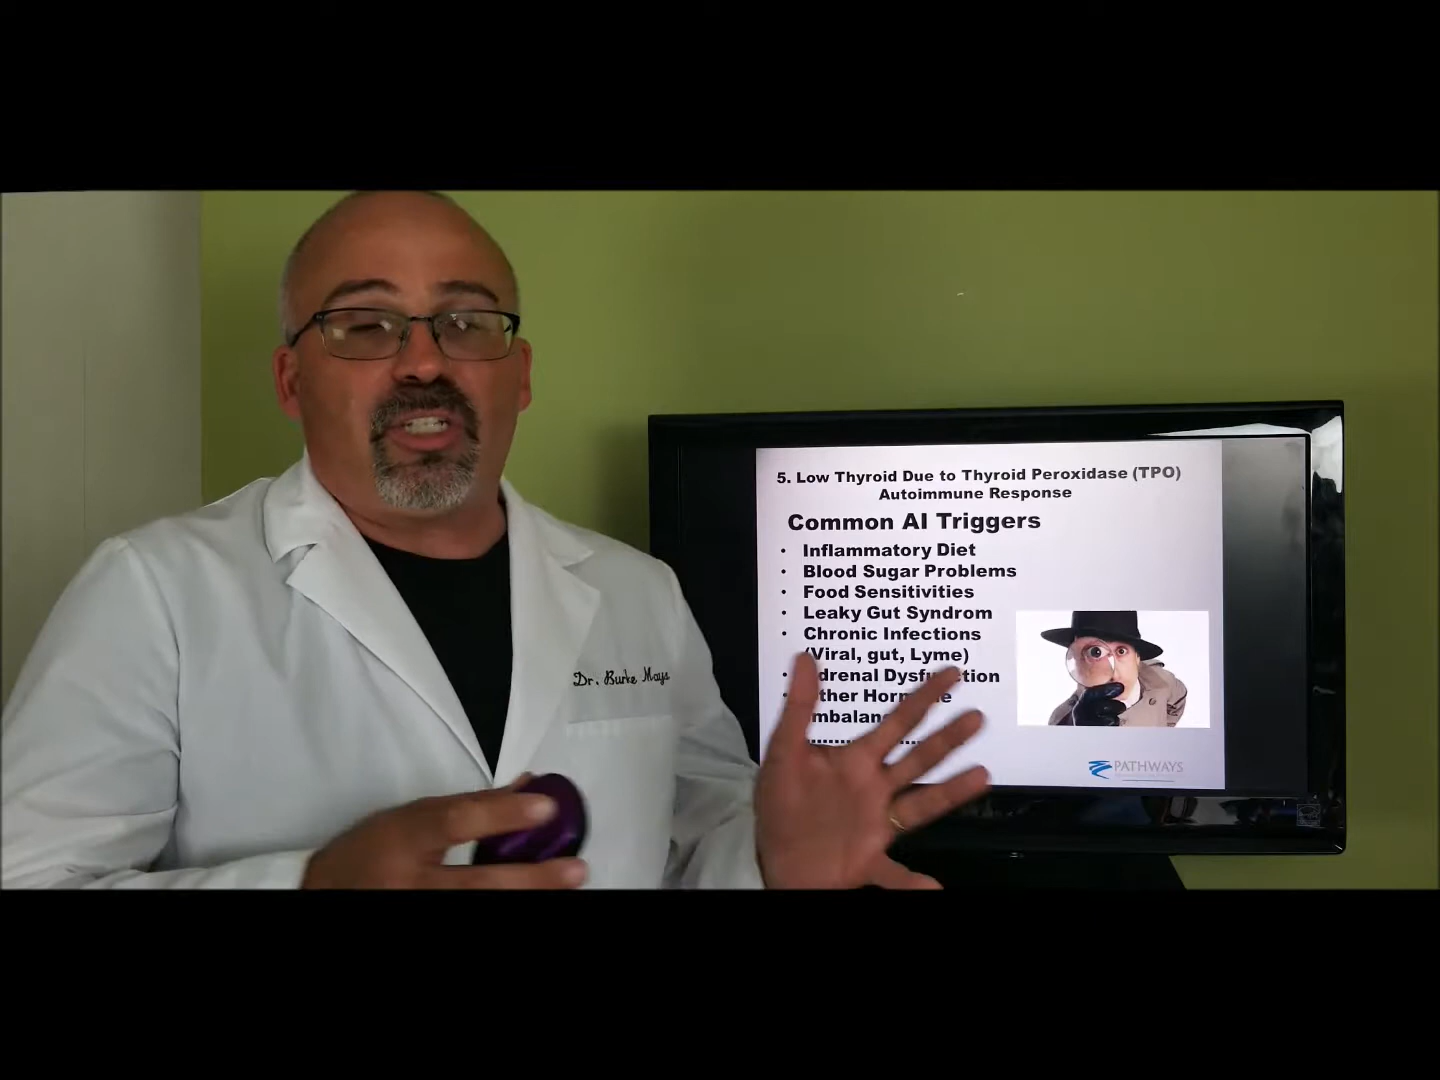 5. Low Thyroid Due to Thyroid Peroxidase (TPO)
Autoimmune Response
Common AI Triggers
• Inflammatory Diet
• Blood Sugar Problems
• Food Sensitivities
• Leaky Gut Syndrom
• Chronic Infections
(Viral, gut, Lyme)
Dr. Burke Mays
PATHWAYS